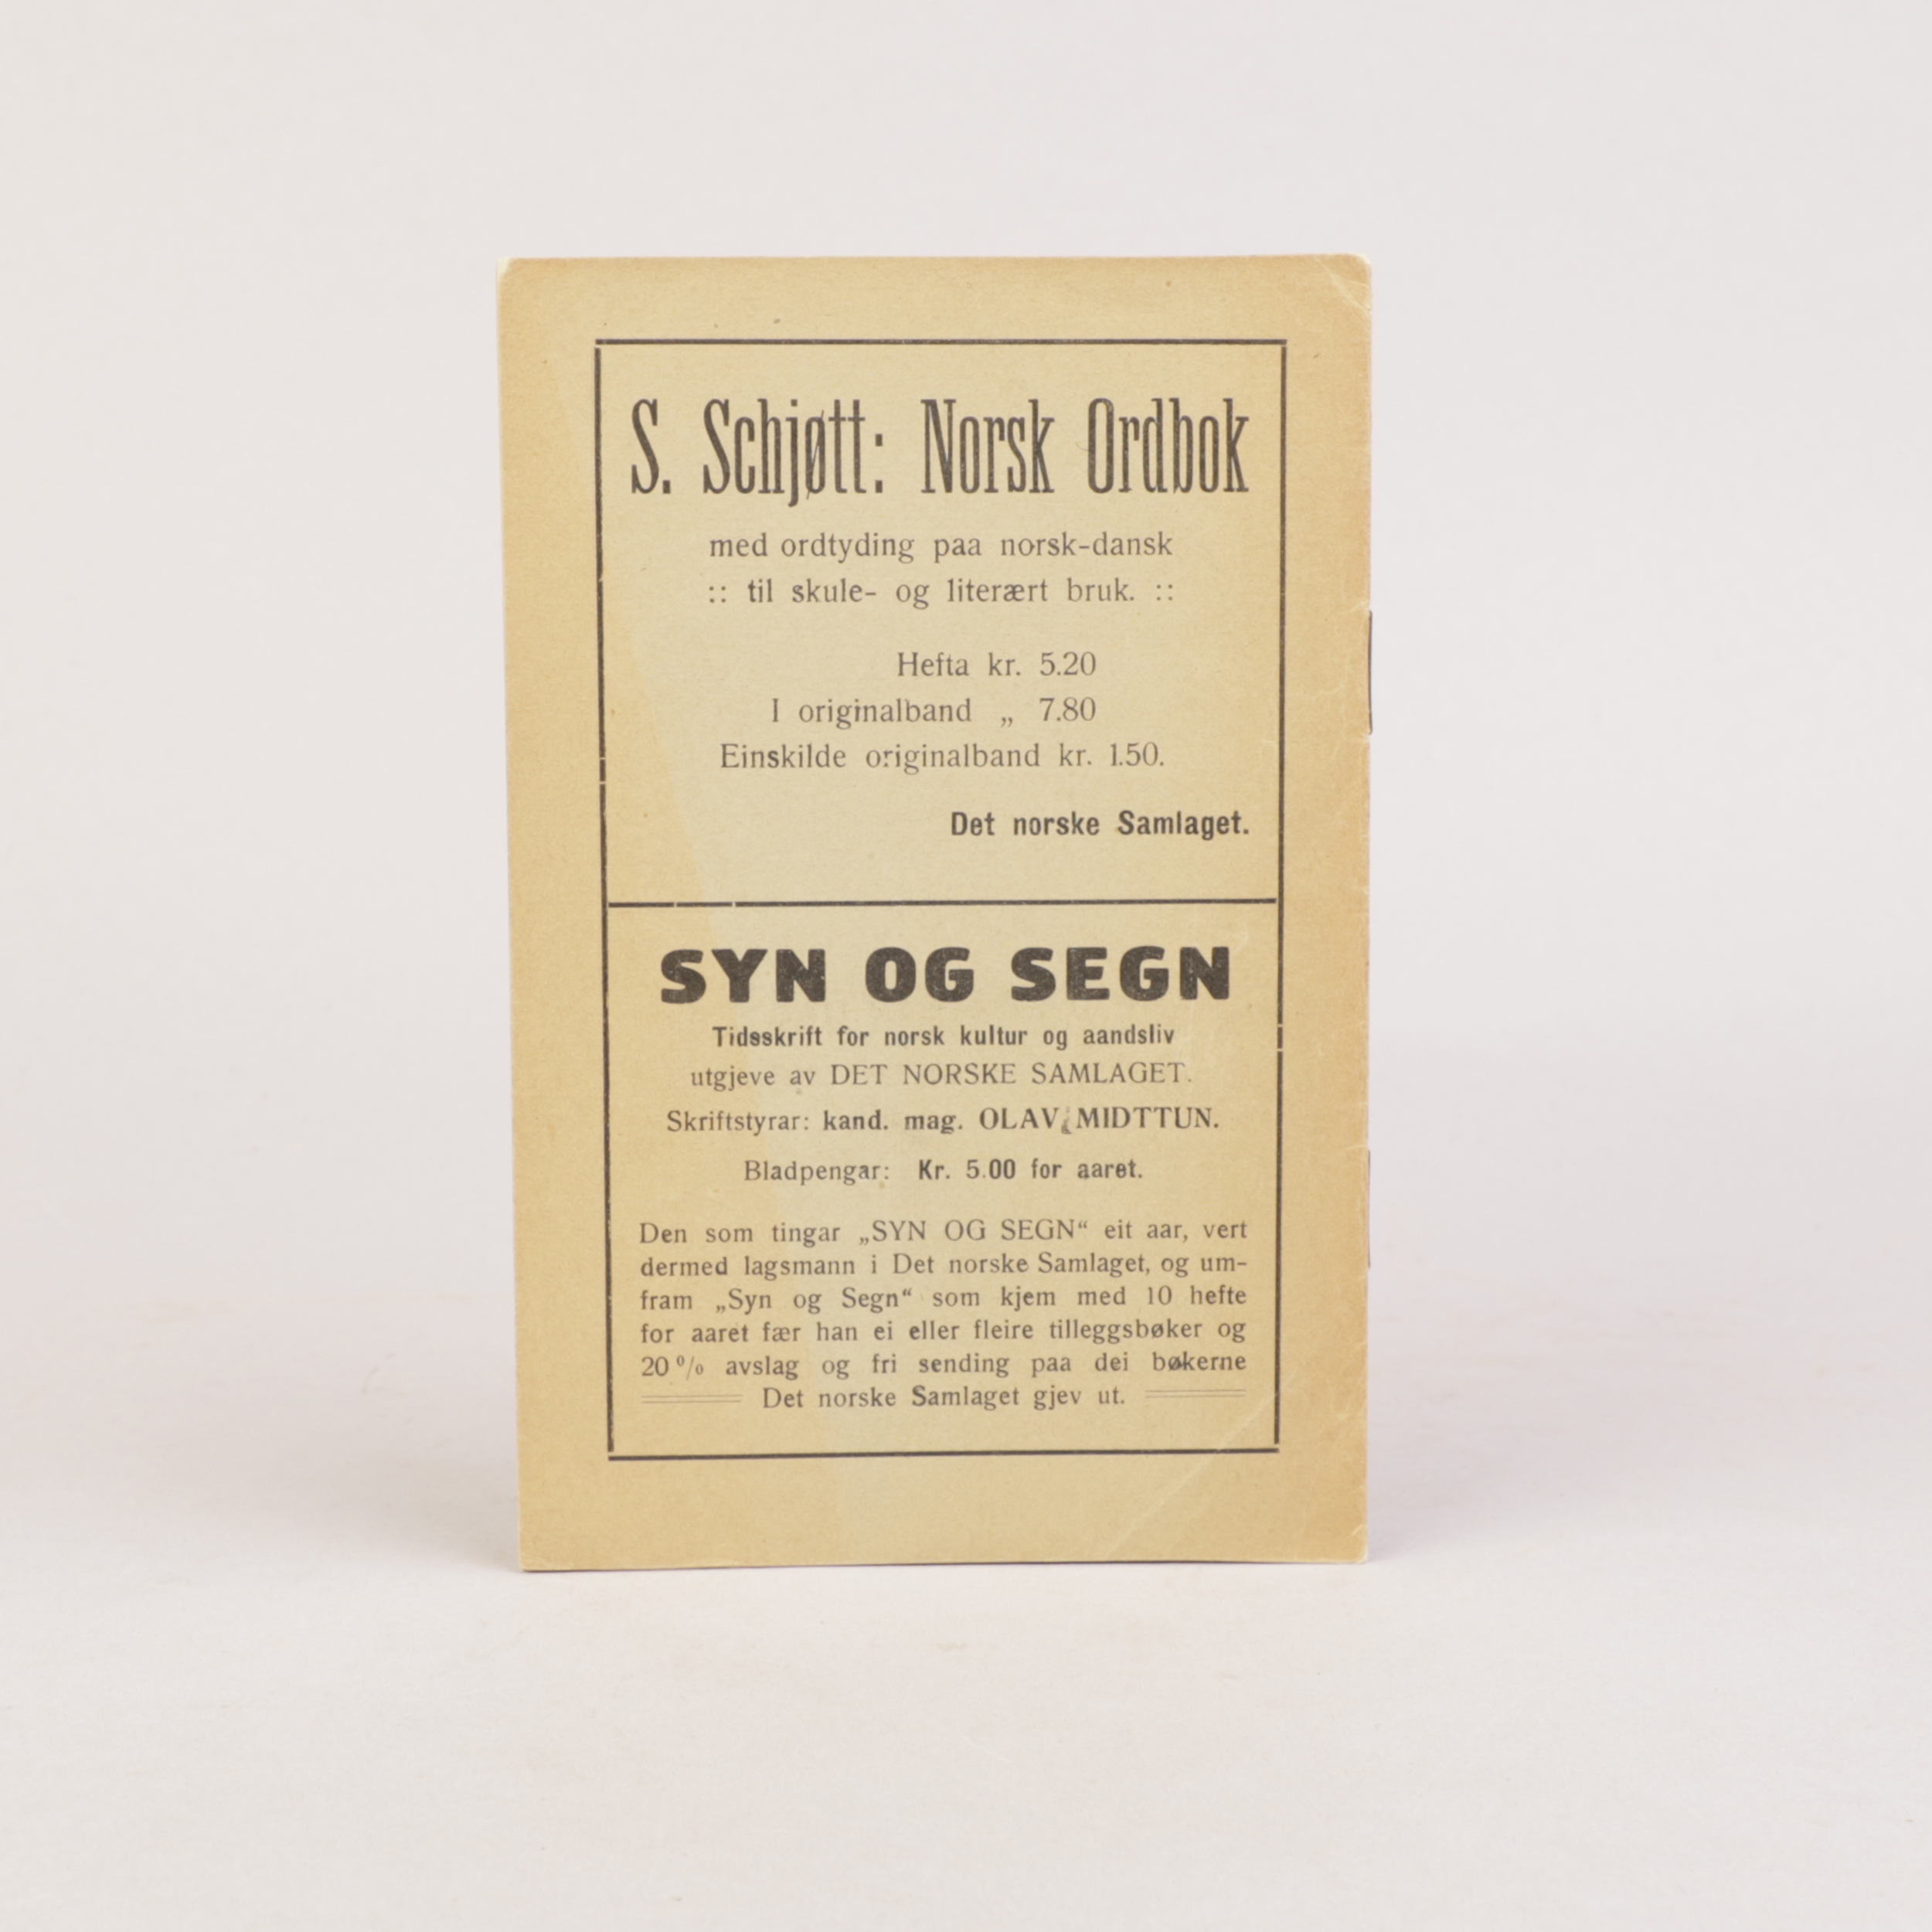 S. Schjøtt: Norsk Ordbok
med ordtyding paa norsk-dansk
:: til skule- og literært bruk. ::
Hefta kr. 5.20
I originalband „ 7.80
Einskilde originalband kr. 1.50.
Det norske Samlaget.
SYN OG SEGN
Tidsskrift for norsk kultur og aandsliv
utgjeve av DET NORSKE SAMLAGET.
Skriftstyrar: kand. mag. OLAV MIDTTUN.
Bladpengar: Kr. 5.00 for aaret.
Den som tingar „SYN OG SEGN“ eit aar, vert
dermed lagsmann i Det norske Samlaget, og um-
fram „Syn og Segn“ som kjem med 10 hefte
for aaret fær han ei eller fleire tilleggsbøker og
20 % avslag og fri sending paa dei bøkerne
Det norske Samlaget gjev ut.